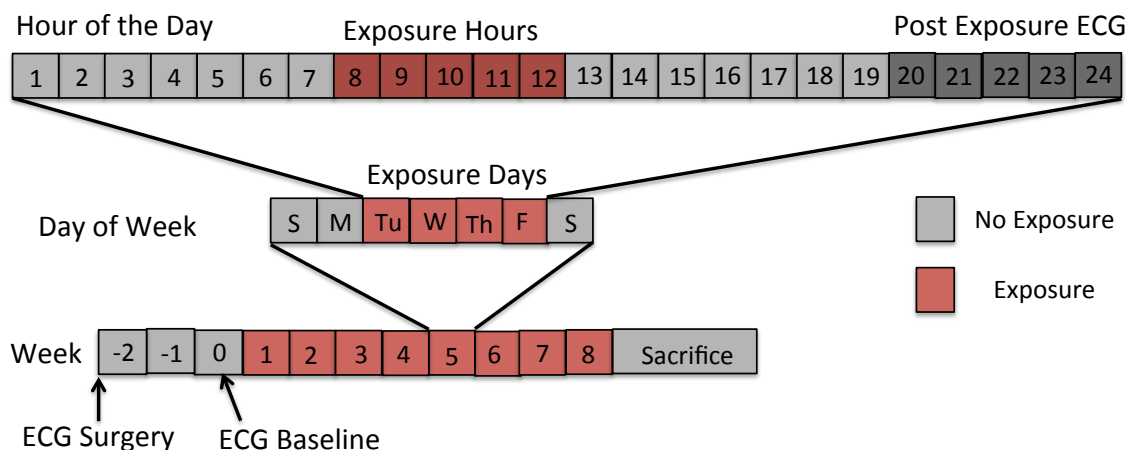 Hour of the Day Exposure Hours Post Exposure ECG
1 2 3 4 5 6 7 8 9 10 11 12 13 14 15 16 17 18 19 20 21 22 23 24
Exposure Days
Day of Week S M Tu W Th F S
No Exposure
Exposure
Week -2 -1 0 1 2 3 4 5 6 7 8 Sacrifice
ECG Surgery ECG Baseline